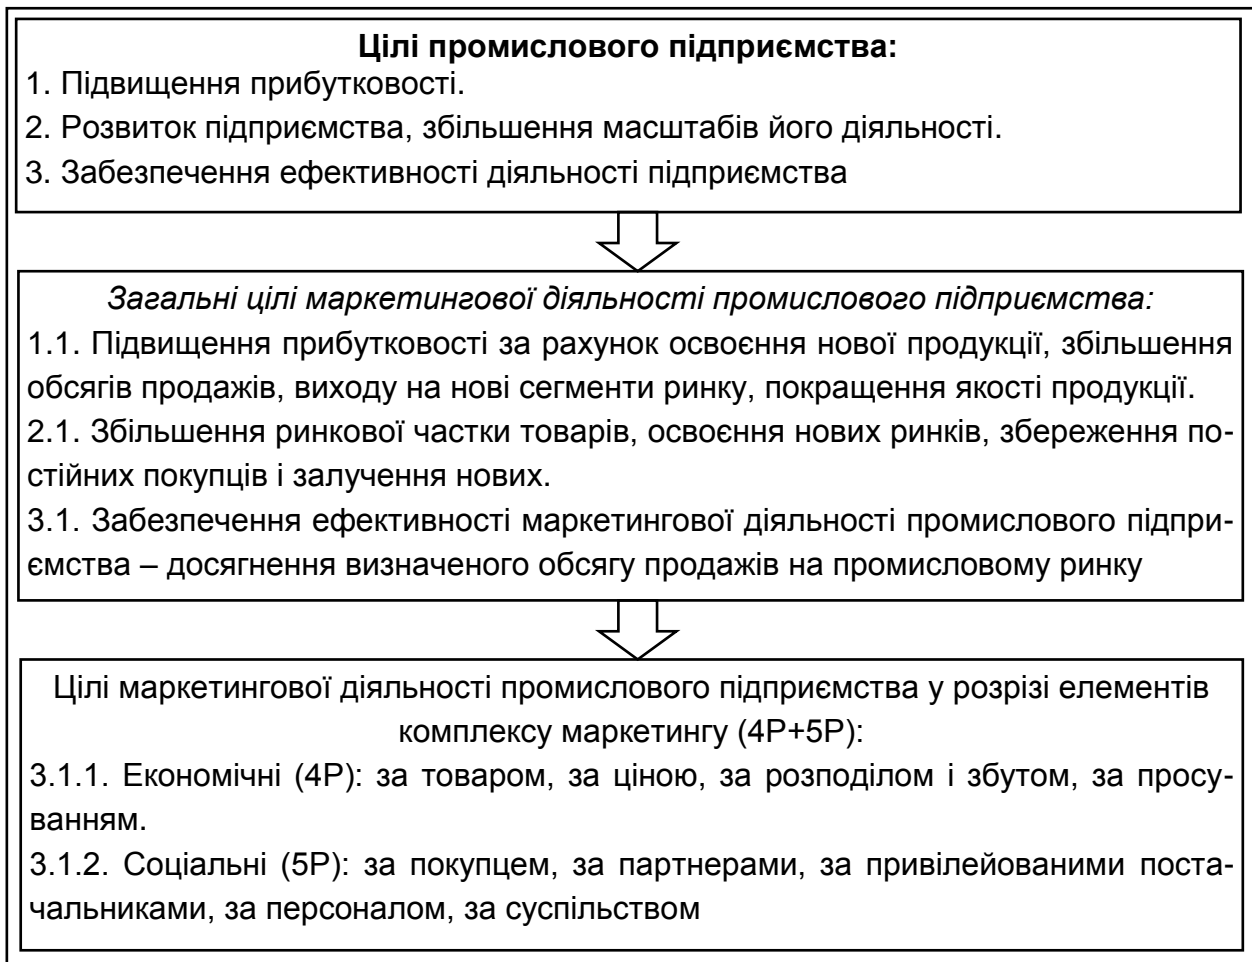 Цілі промислового підприємства:
1. Підвищення прибутковості.
2. Розвиток підприємства, збільшення масштабів його діяльності.
3. Забезпечення ефективності діяльності підприємства
Загальні цілі маркетингової діяльності промислового підприємства:
1.1. Підвищення прибутковості за рахунок освоєння нової продукції, збільшення
обсягів продажів, виходу на нові сегменти ринку, покращення якості продукції.
2.1. Збільшення ринкової частки товарів, освоєння нових ринків, збереження по-
стійних покупців і залучення нових.
3.1. Забезпечення ефективності маркетингової діяльності промислового підпри-
ємства – досягнення визначеного обсягу продажів на промисловому ринку
Цілі маркетингової діяльності промислового підприємства у розрізі елементів
комплексу маркетингу (4Р+5Р):
3.1.1. Економічні (4Р): за товаром, за ціною, за розподілом і збутом, за просу-
ванням.
3.1.2. Соціальні (5Р): за покупцем, за партнерами, за привілейованими поста-
чальниками, за персоналом, за суспільством